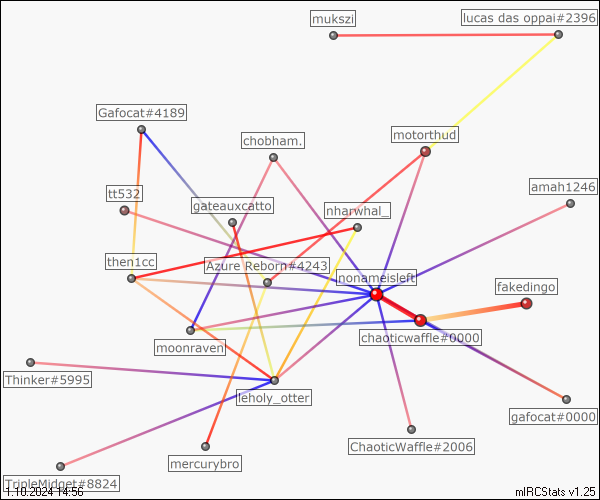 mukszi
lucas das oppai#2396
Gafocat#4189
motorthud
chobham.
amah1246
tt532
gateauxcatto
nharwhal_
then1cc
Azure Reborn#4243
nonameisleft
fakedingo
chaoticwaffle#0000
moonraven
Thinker#5995
leholy_otter
gafocat#0000
ChaoticWaffle#2006
mercurybro
TripleMidget#8824
1.10.2024 14:56
mIRCStats v1.25